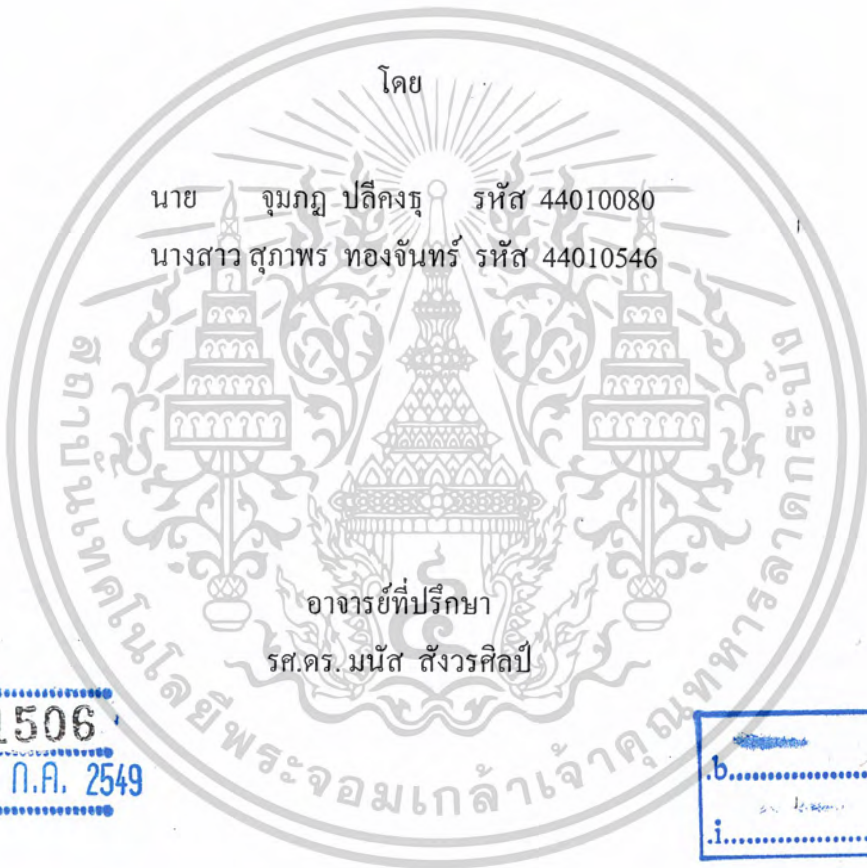 โดย
นาย จุมภฏ ปลีคงธุ รหัส 44010080
นางสาว สุภาพร ทองจันทร์ รหัส 44010546
อาจารย์ที่ปรึกษา
รศ.ดร. มนัส สังวรศิลป์
สถาบันเทคโนโลยีพระจอมเกล้าเจ้าคุณทหารลาดกระบัง
1506
ก.ค. 2549
.b.
.i.